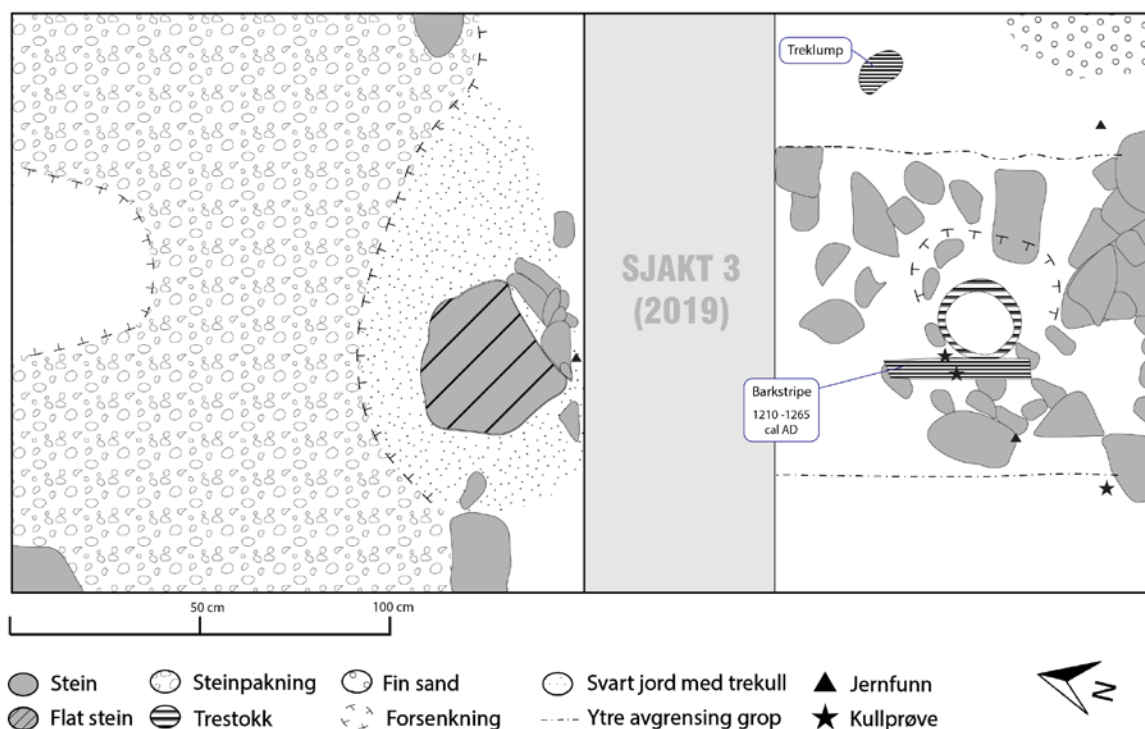 Treklump
SJAKT 3
(2019)
Barkstripe
1210 -1265
cal AD
50 cm
100 cm
Stein
Steinpakning
Fin sand
Svart jord med trekull
Jernfunn
Flat stein
Trestokk
Forsenkning
Ytre avgrensing grop
Kullprøve
N